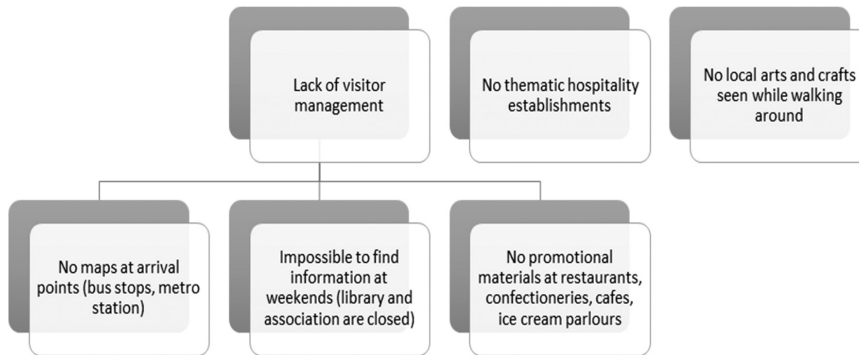 Lack of visitor
management
No thematic hospitality
establishments
No local arts and crafts
seen while walking
around
No maps at arrival
points (bus stops, metro
station)
Impossible to find
information at
weekends (library and
association are closed)
No promotional
materials at restaurants,
confectioneries, cafes,
ice cream parlours